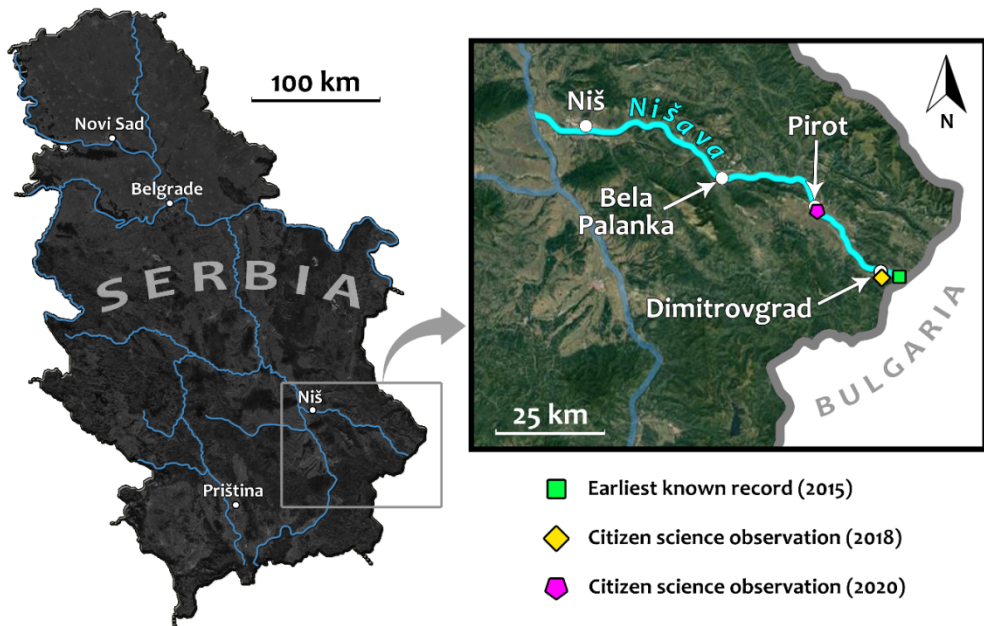 100 km
Novi Sad
Belgrade
SERBIA
Niš
Priština
N
Niš
Nišava
Pirot
Bela
Palanka
Dimitrovgrad
BULGARIA
25 km
Earliest known record (2015)
Citizen science observation (2018)
Citizen science observation (2020)